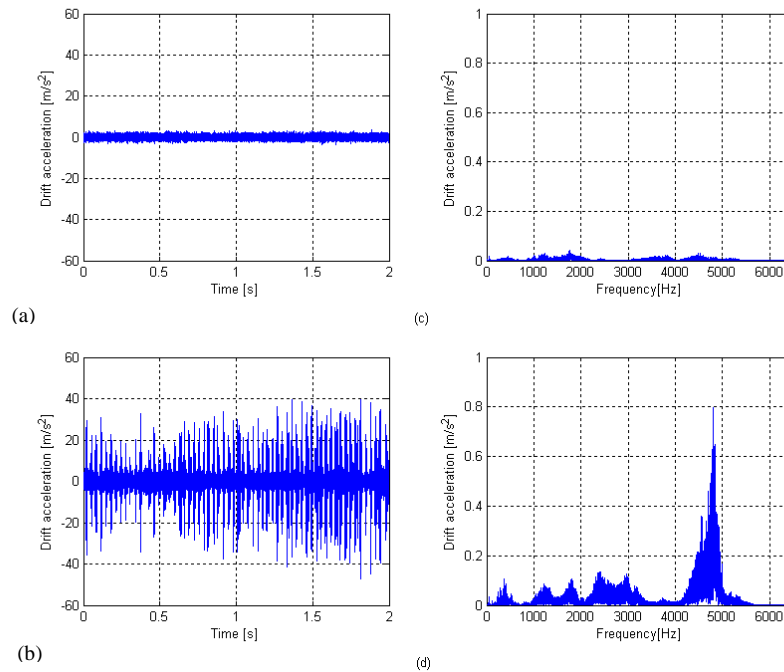 60
40
20
0
-20
-40
-60
0 0.5 1 1.5 2
Drift acceleration [m/s2]
Time [s]
(a)
1
0.8
0.6
0.4
0.2
0
0 1000 2000 3000 4000 5000 6000
Drift acceleration [m/s2]
Frequency[Hz]
(c)
60
40
20
0
-20
-40
-60
0 0.5 1 1.5 2
Drift acceleration [m/s2]
Time [s]
(b)
1
0.8
0.6
0.4
0.2
0
0 1000 2000 3000 4000 5000 6000
Drift acceleration [m/s2]
Frequency[Hz]
(d)